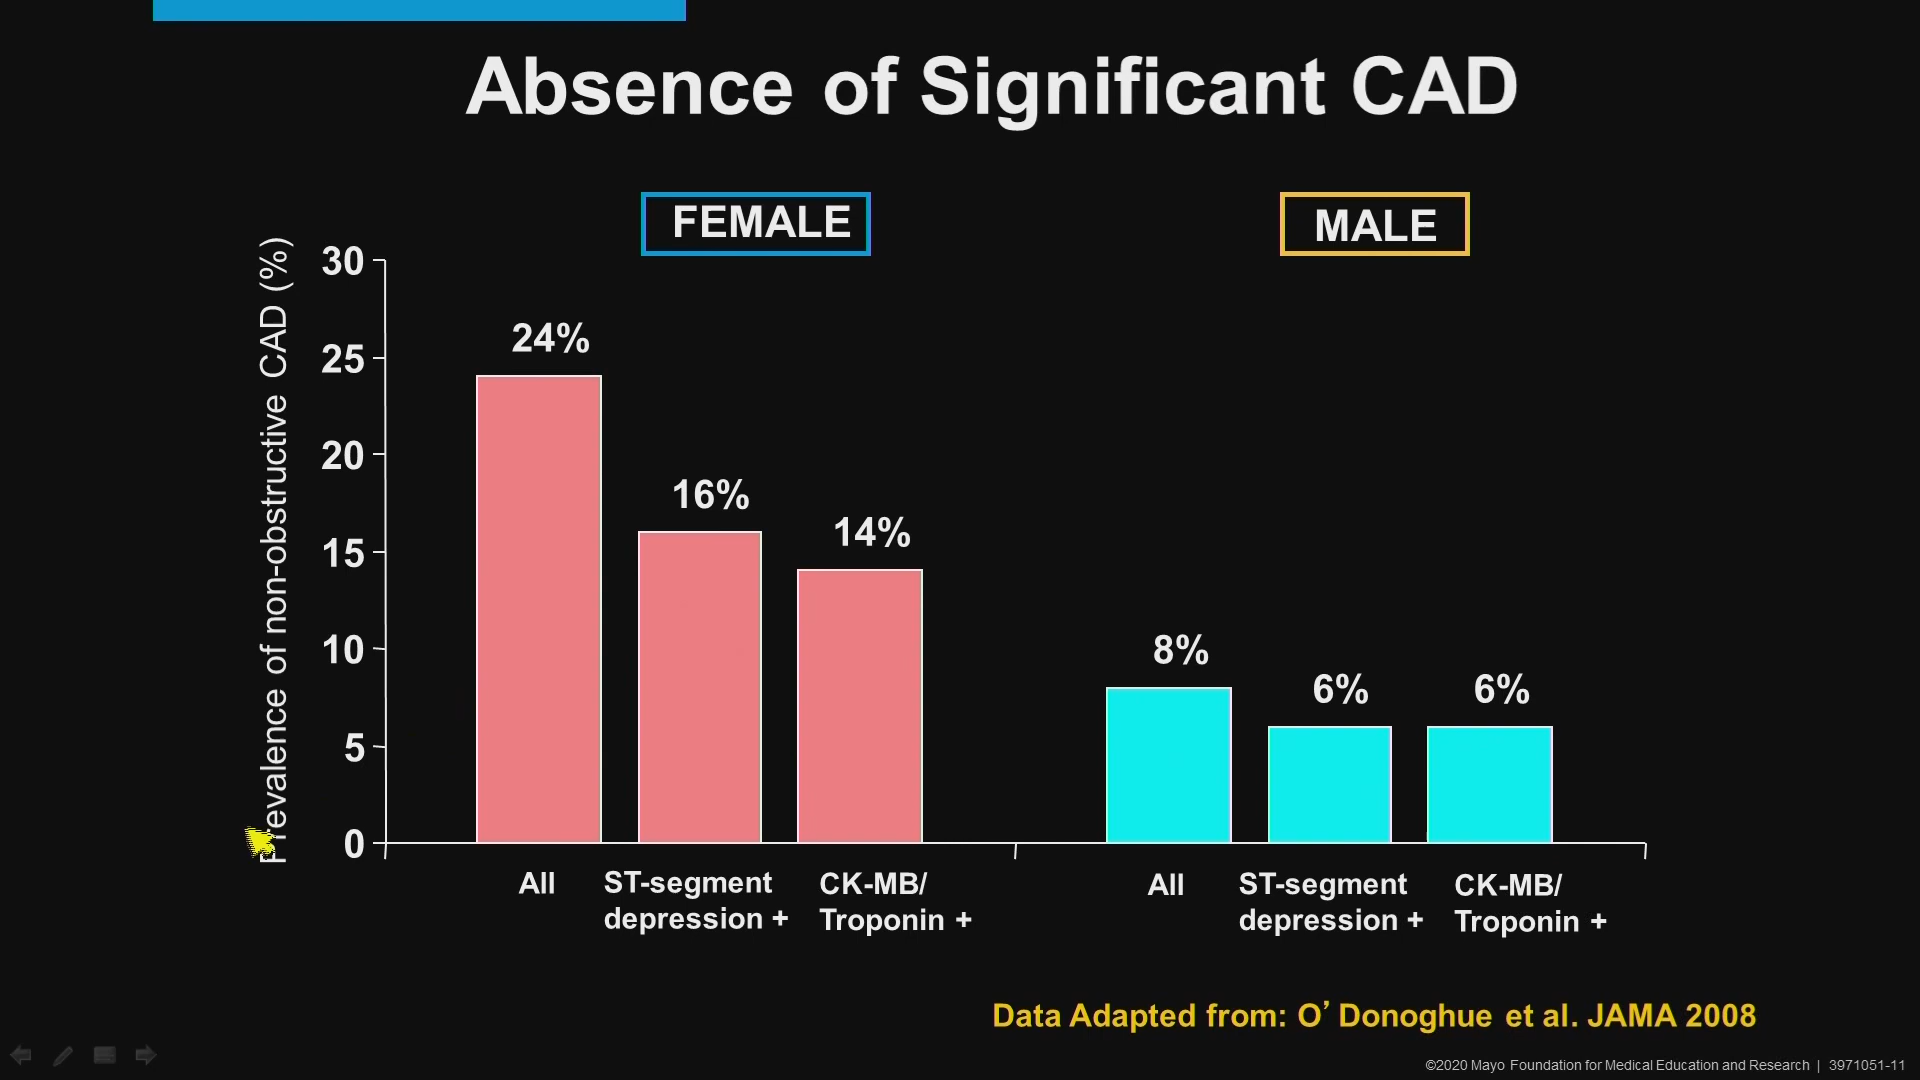 Absence of Significant CAD
FEMALE
MALE
Prevalence of non-obstructive CAD (%)
30
25
20
15
10
5
0
24%
16%
14%
8%
6%
6%
All
ST-segment
depression +
CK-MB/
Troponin +
All
ST-segment
depression +
CK-MB/
Troponin +
Data Adapted from: O’ Donoghue et al. JAMA 2008
©2020 Mayo Foundation for Medical Education and Research | 3971051-11